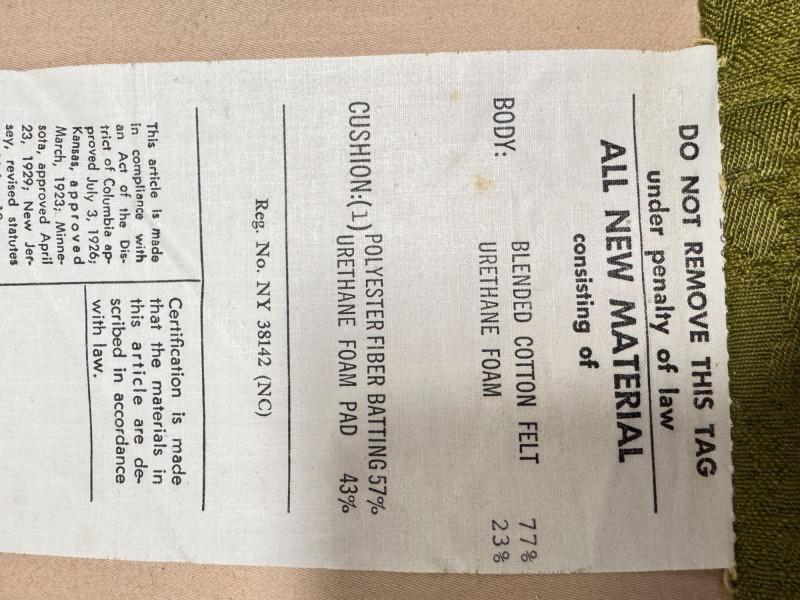 DO NOT REMOVE THIS TAG
under penalty of law
ALL NEW MATERIAL
consisting of
BODY: BLENDED COTTON FELT 77%
URETHANE FOAM 23%
CUSHION:(1) POLYESTER FIBER BATTING 57%
URETHANE FOAM PAD 43%
Reg. No. NY 38142 (NC)
This article is made
in compliance with
an Act of the Dis-
trict of Columbia ap-
proved July 3, 1926;
Kansas, approved
March, 1923; Minne-
sota, approved April
23, 1929; New Jer-
sey, revised statutes
Certification is made
that the materials in
this article are de-
scribed in accordance
with law.